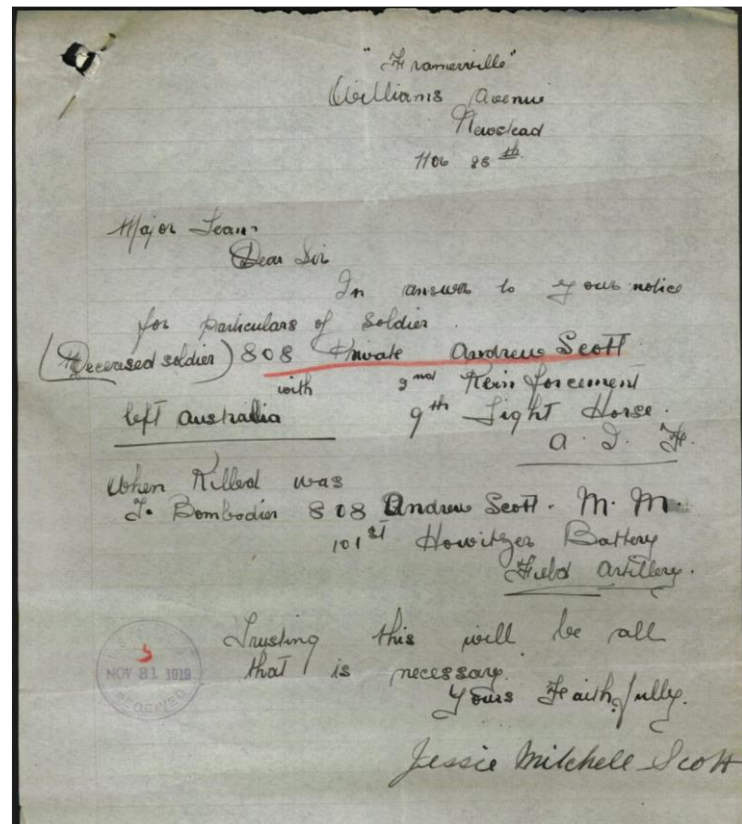 "Framerville"
Williams Avenue
Newstead
Nov 28th
Major Lean:
Dear Sir
In answer to your notice
for particulars of Soldier.
(Deceased soldier) 808 Private Andrew Scott
with 2nd Reinforcement
left Australia 9th Light Horse.
A. I. F.
When Killed was
T. Bombodier 808 Andrew Scott. M. M.
101st Howitzer Battery
Field Artillery.
Trusting this will be all
that is necessary.
Yours Faithfully.
Jessie Mitchell Scott
3
NOV 31 1919
RECEIVED